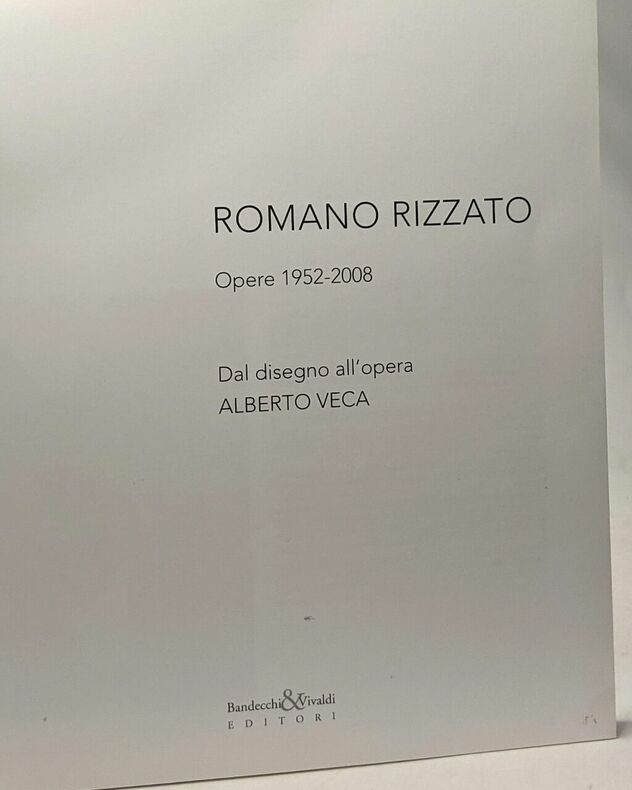 ROMANO RIZZATO
Opere 1952-2008
Dal disegno all'opera
ALBERTO VECA
Bandecchi&Vivaldi
EDITORI